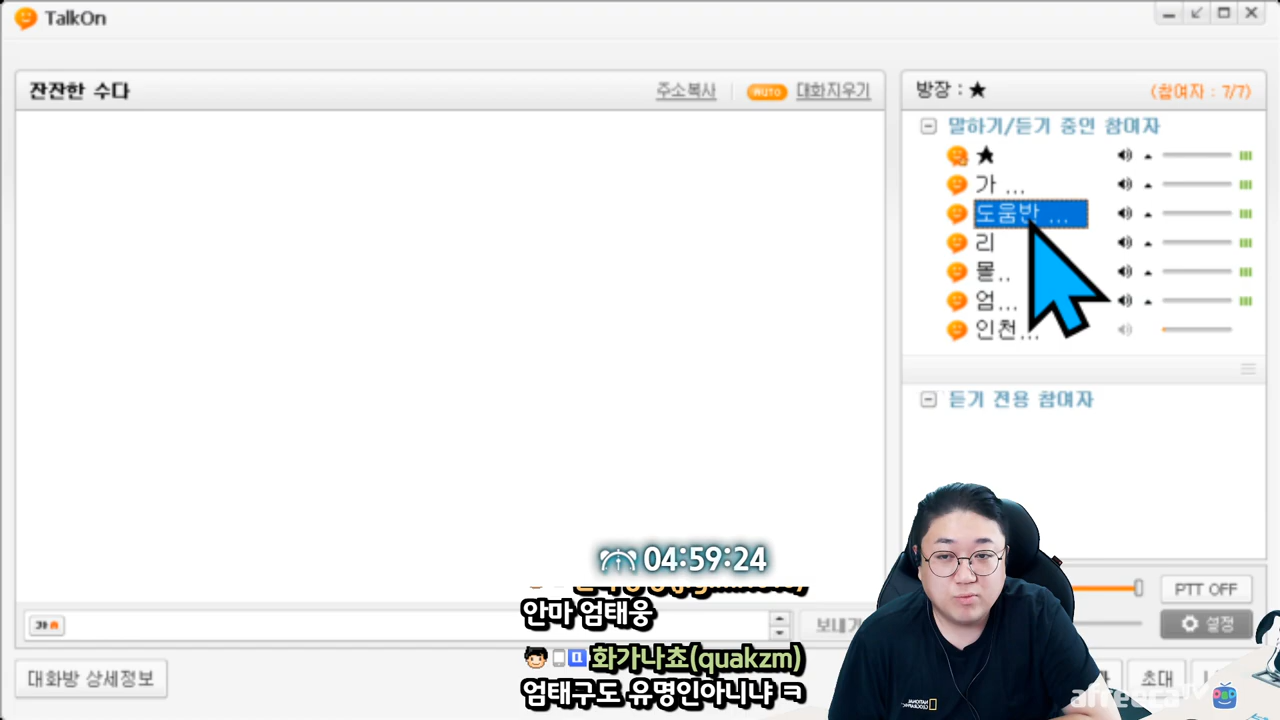 TalkOn
잔잔한 수다
주소복사
AUTO
대화지우기
방장 : ★
(참여자 : 7/7)
말하기/듣기 중인 참여자
★
가 ...
도움반 ...
리
몰..
엄...
인천...
듣기 전용 참여자
04:59:24
안마 엄태웅
화가나쵸(quakzm)
엄태구도 유명인아니냐 ㅋ
가
보내기
PTT OFF
설정
대화방 상세정보
초대
NATIONAL GEOGRAPHIC
afreecaTV